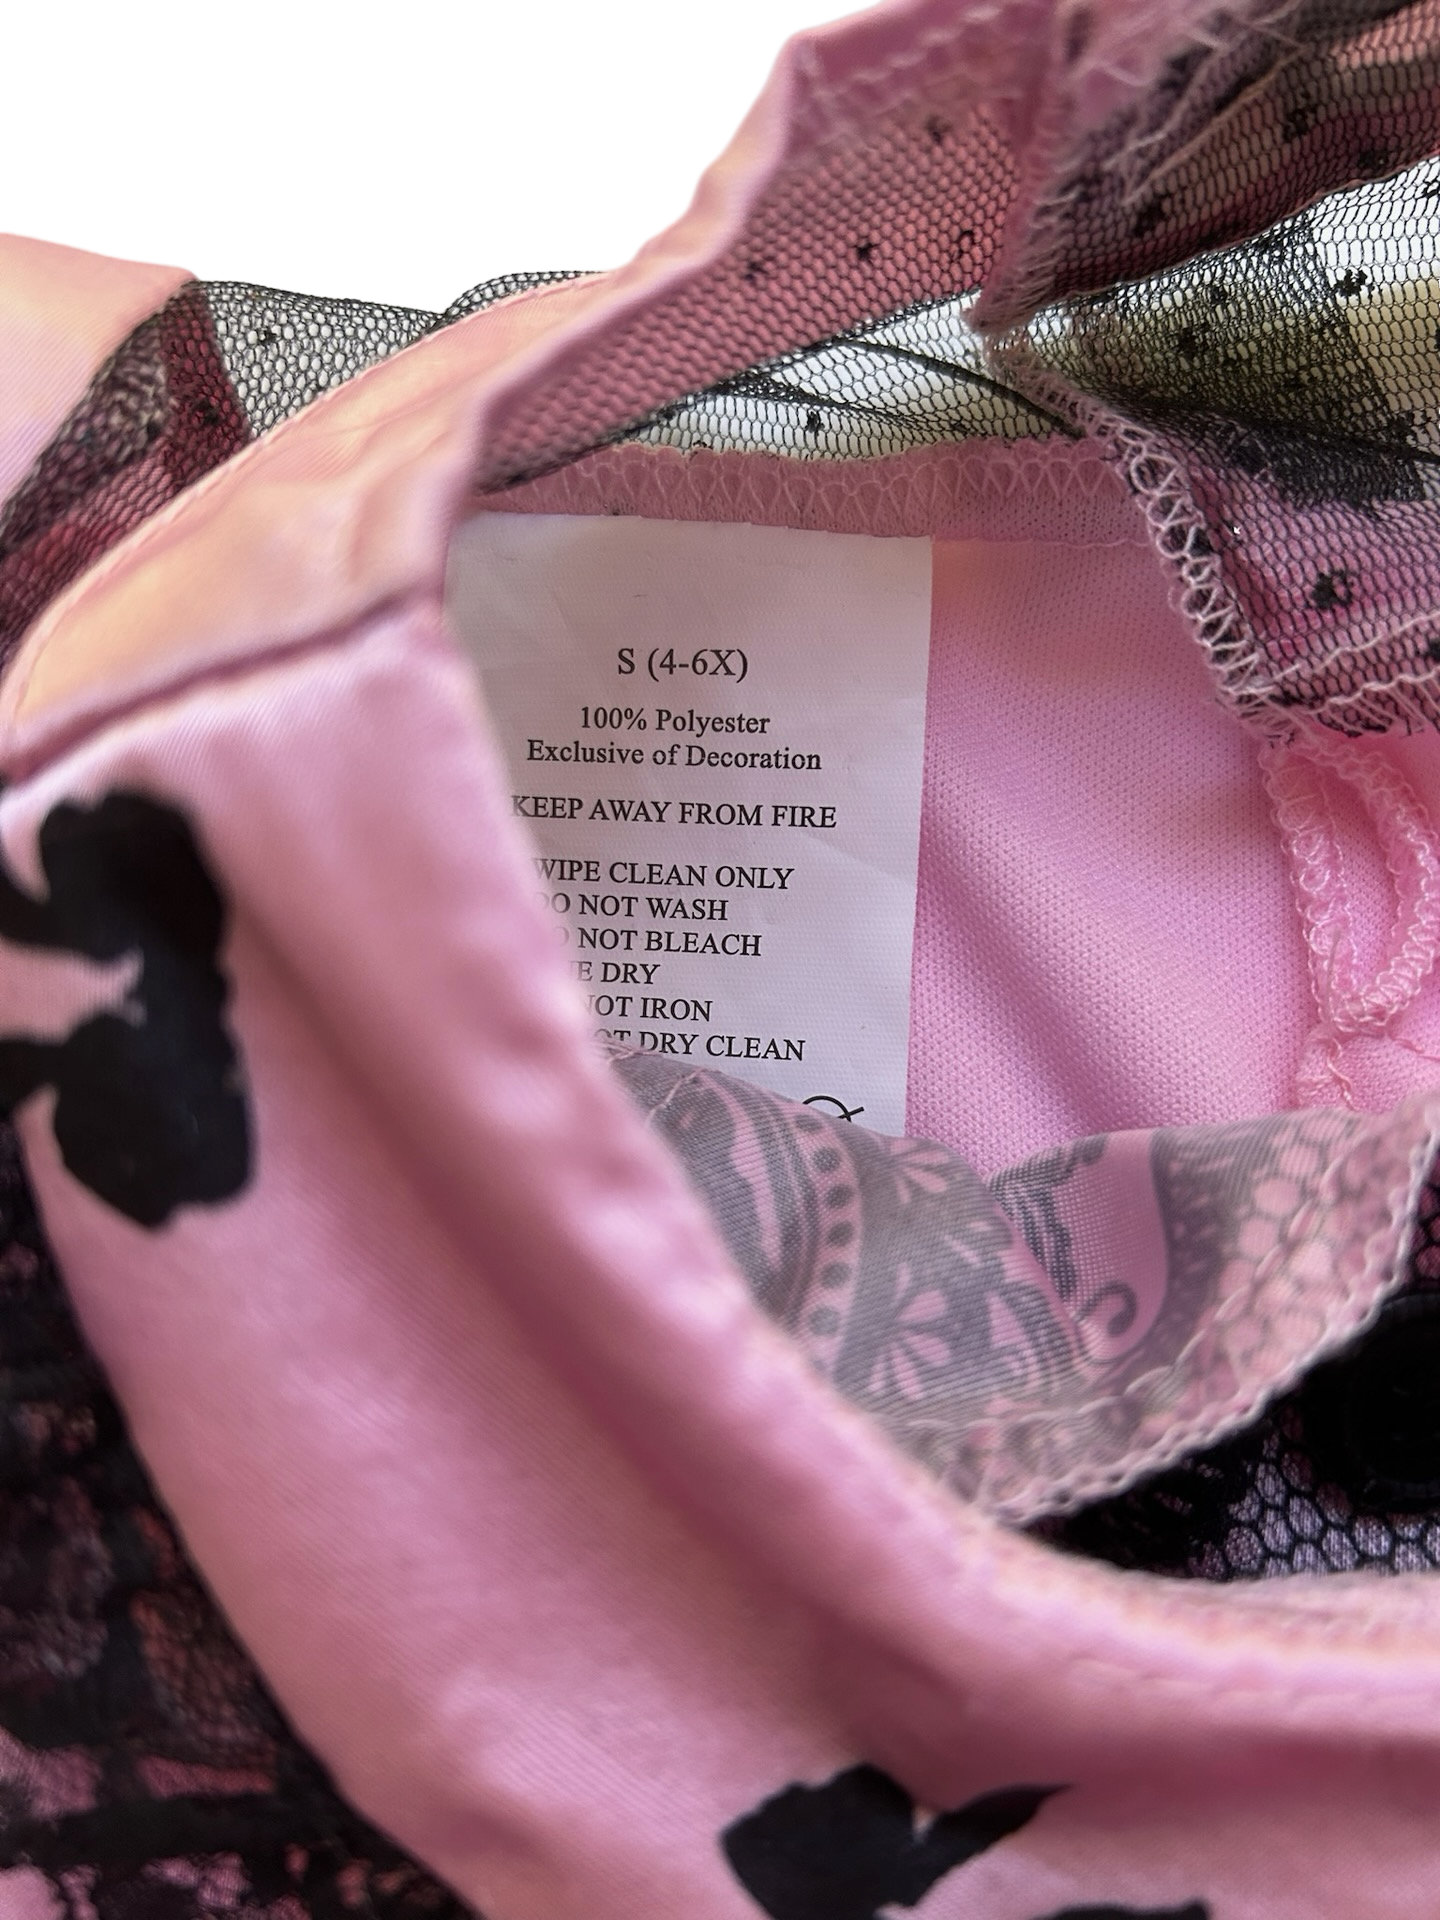 S (4-6X)
100% Polyester
Exclusive of Decoration
KEEP AWAY FROM FIRE
WIPE CLEAN ONLY
DO NOT WASH
NOT BLEACH
DRY
NOT IRON
DRY CLEAN